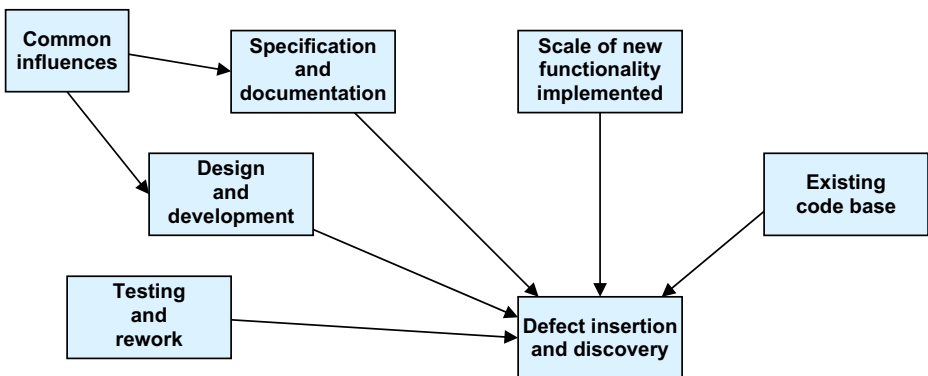 Common
influences
Specification
and
documentation
Scale of new
functionality
implemented
Design
and
development
Existing
code base
Testing
and
rework
Defect insertion
and discovery